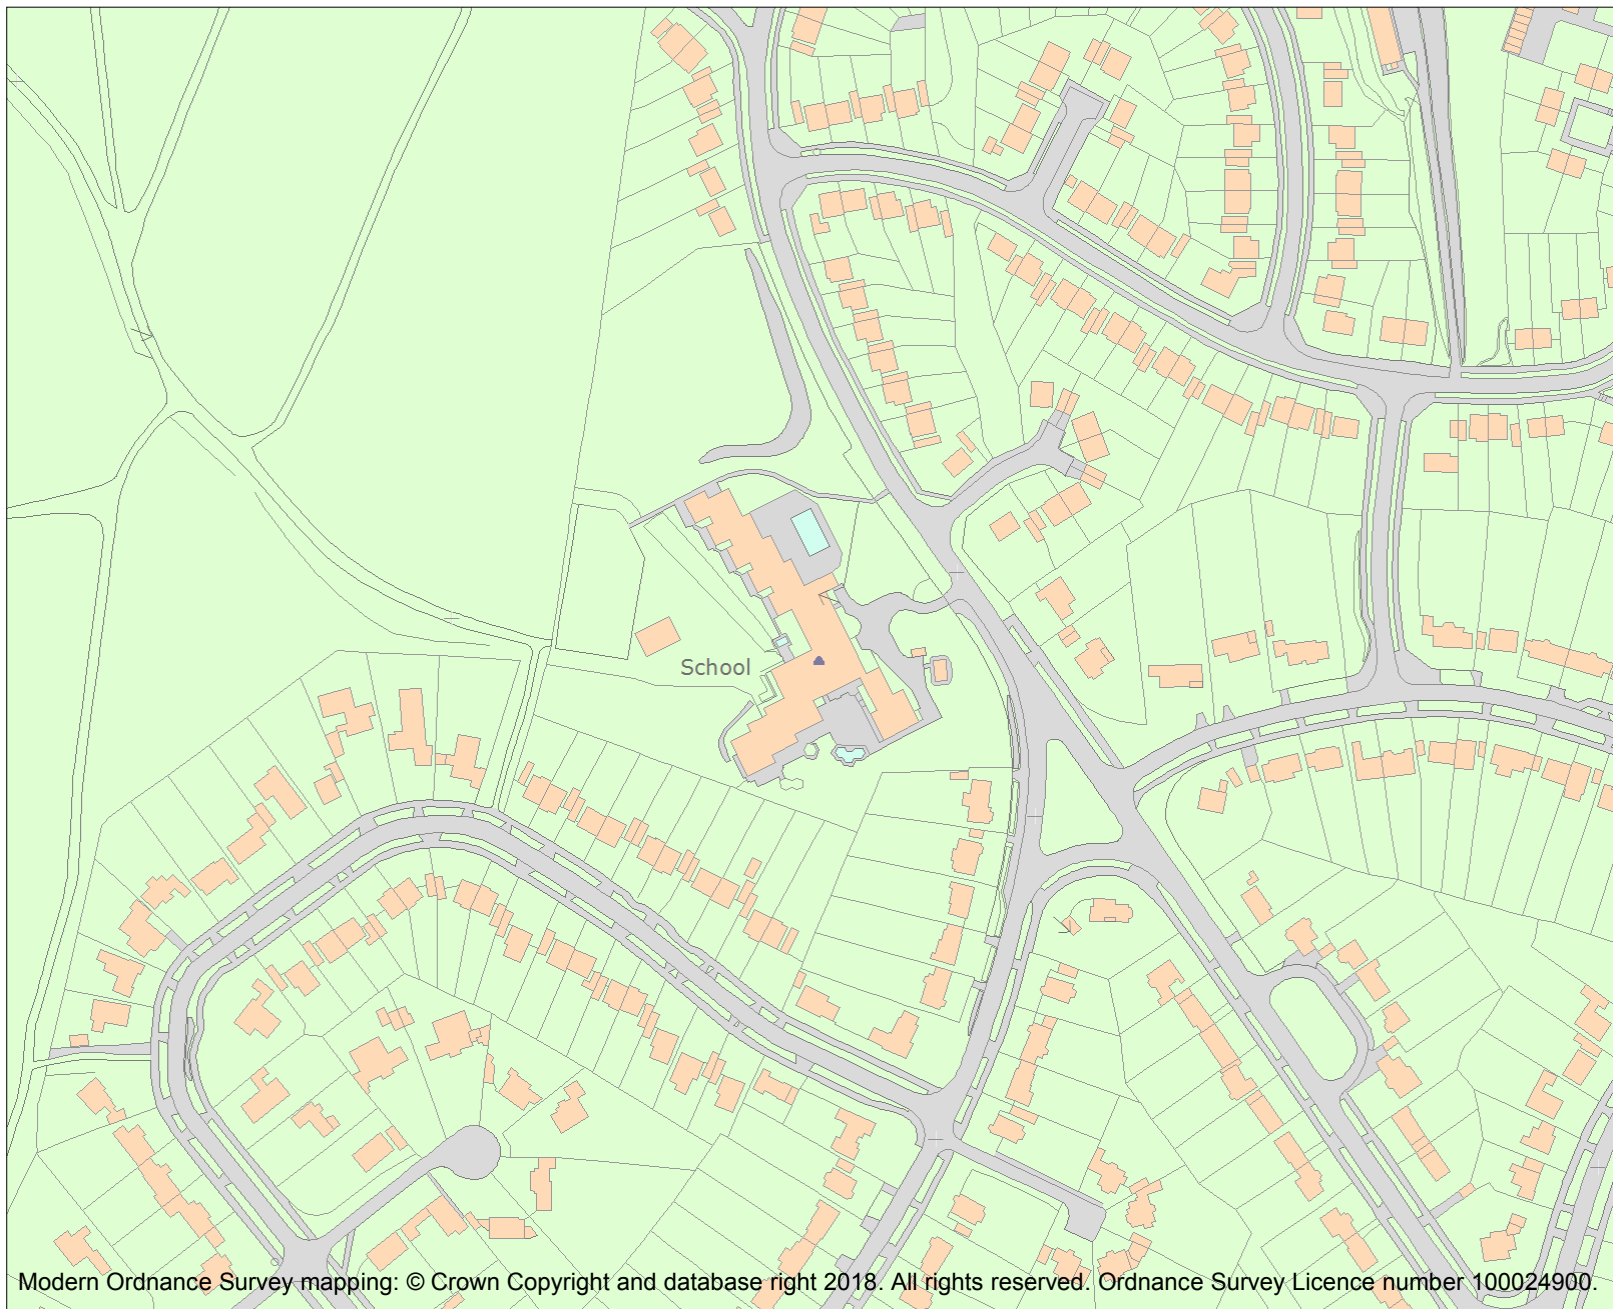 School
Modern Ordnance Survey mapping: © Crown Copyright and database right 2018. All rights reserved. Ordnance Survey Licence number 100024900.